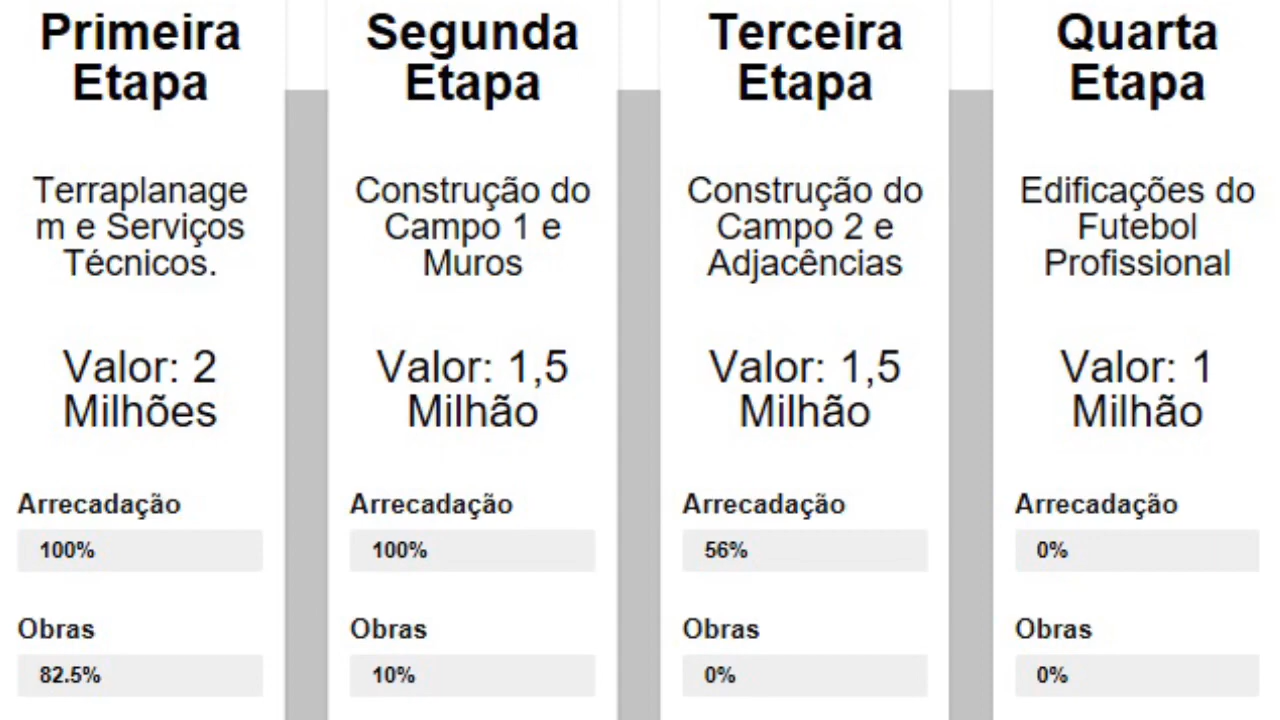 Primeira
Etapa
Terraplanage
m e Serviços
Técnicos.
Valor: 2
Milhões
Arrecadação
100%
Obras
82.5%
Segunda
Etapa
Construção do
Campo 1 e
Muros
Valor: 1,5
Milhão
Arrecadação
100%
Obras
10%
Terceira
Etapa
Construção do
Campo 2 e
Adjacências
Valor: 1,5
Milhão
Arrecadação
56%
Obras
0%
Quarta
Etapa
Edificações do
Futebol
Profissional
Valor: 1
Milhão
Arrecadação
0%
Obras
0%